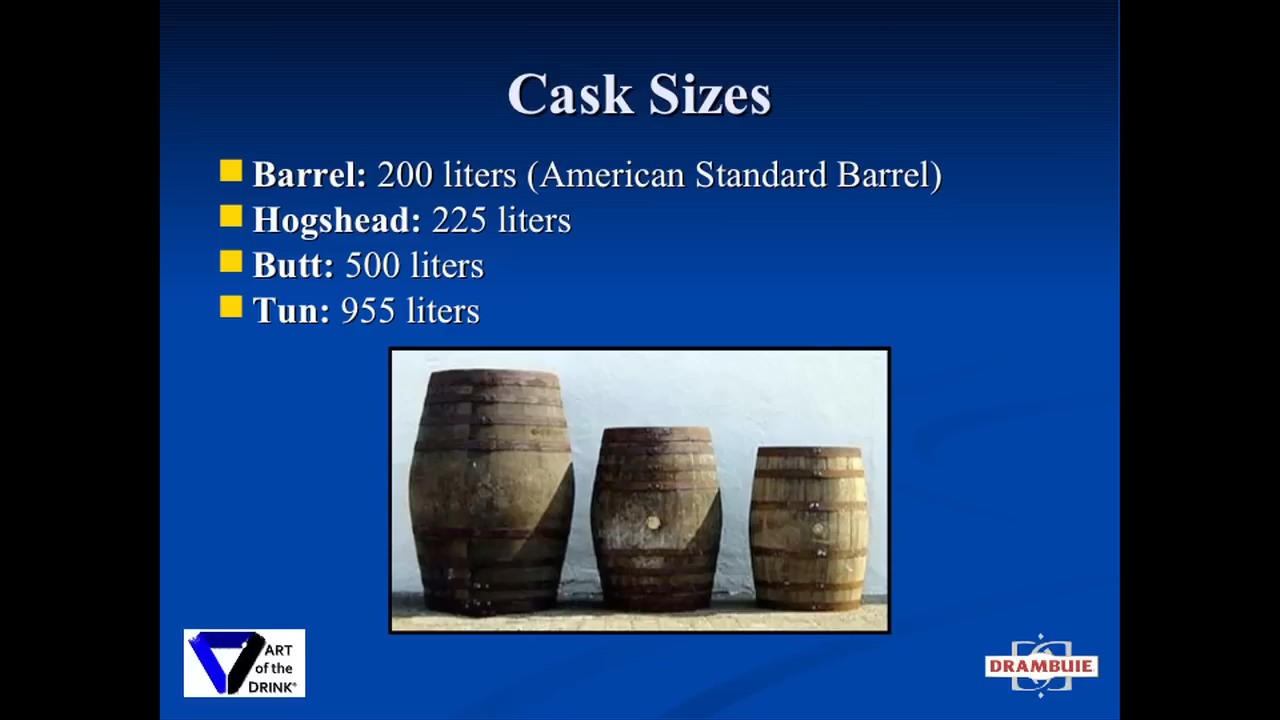 Cask Sizes
Barrel: 200 liters (American Standard Barrel)
Hogshead: 225 liters
Butt: 500 liters
Tun: 955 liters
ART
of the
DRINK®
DRAMBUIE